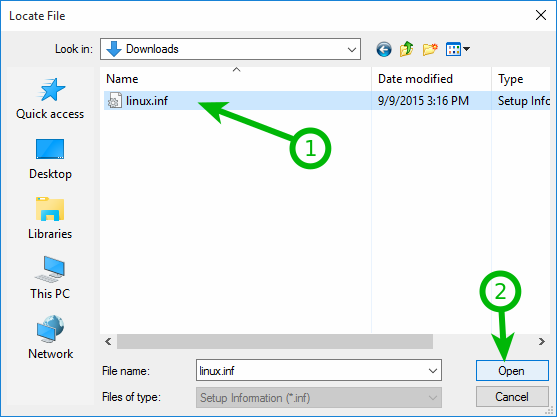 Locate File
Look in: Downloads
Name Date modified Type
linux.inf 9/9/2015 3:16 PM Setup Info
1
Quick access
Desktop
Libraries
This PC
Network
2
File name: linux.inf Open
Files of type: Setup Information (*.inf) Cancel